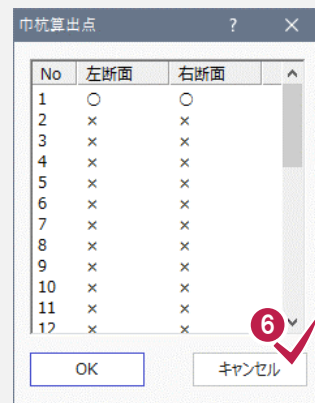 巾杭算出点 ? ×
No 左断面 右断面
1 ○ ○
2 × ×
3 × ×
4 × ×
5 × ×
6 × ×
7 × ×
8 × ×
9 × ×
10 × ×
11 × ×
12 × ×
6
OK キャンセル